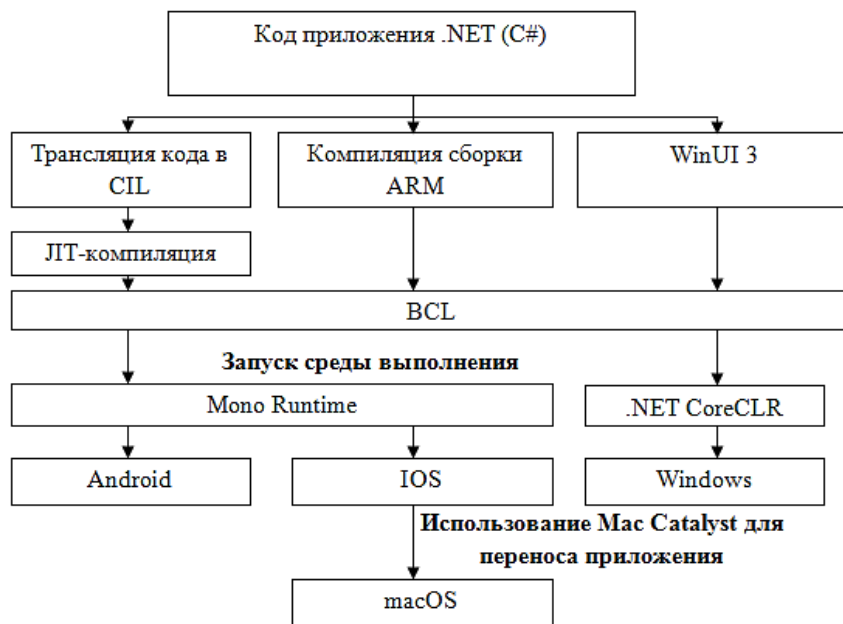 Код приложения .NET (C#)
Трансляция кода в
CIL
Компиляция сборки
ARM
WinUI 3
JIT-компиляция
BCL
Запуск среды выполнения
Mono Runtime
.NET CoreCLR
Android
IOS
Windows
Использование Mac Catalyst для
переноса приложения
macOS